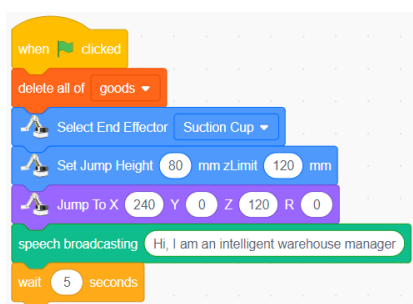 when clicked
delete all of goods
Select End Effector Suction Cup
Set Jump Height 80 mm zLimit 120 mm
Jump To X 240 Y 0 Z 120 R 0
speech broadcasting Hi, I am an intelligent warehouse manager
wait 5 seconds